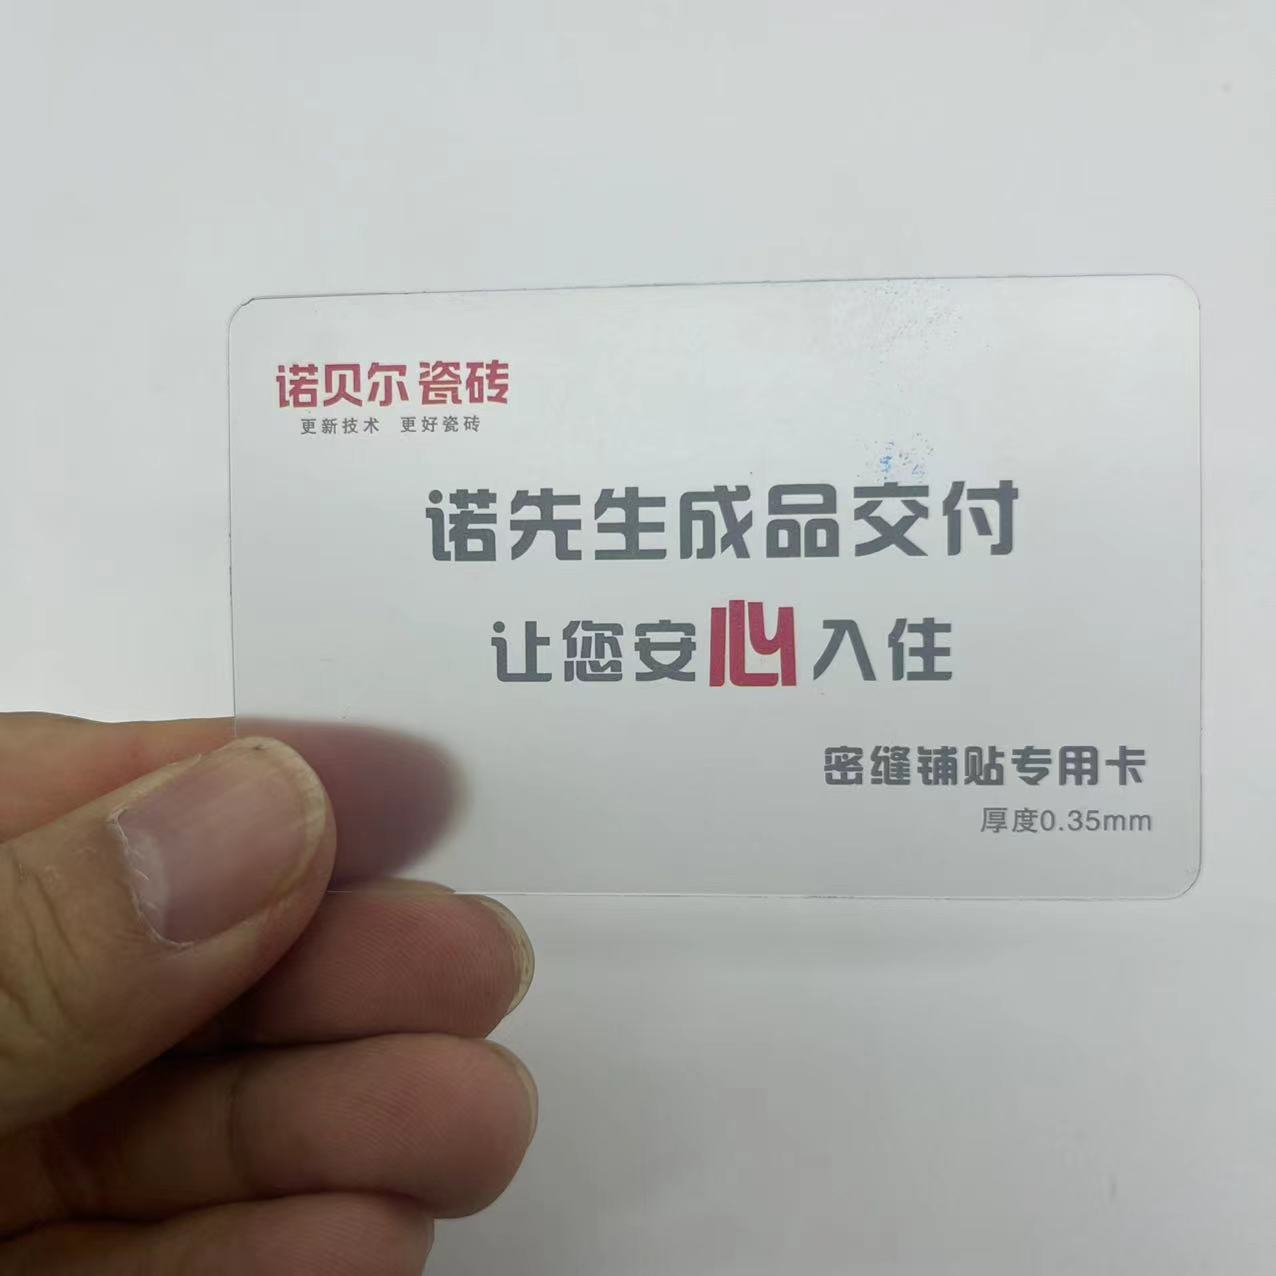 诺贝尔 瓷砖
更新技术 更好瓷砖
诺先生成品交付
让您安心入住
密缝铺贴专用卡
厚度0.35mm